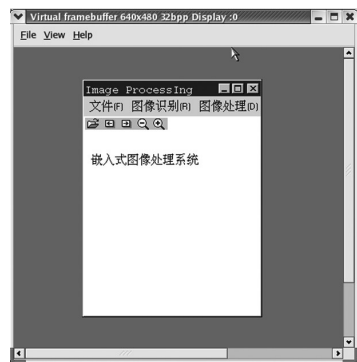 Virtual framebuffer 640x480 32bpp Display :0
File View Help
Image ProcessIng
文件(F) 图像识别(R) 图像处理(D)
嵌入式图像处理系统